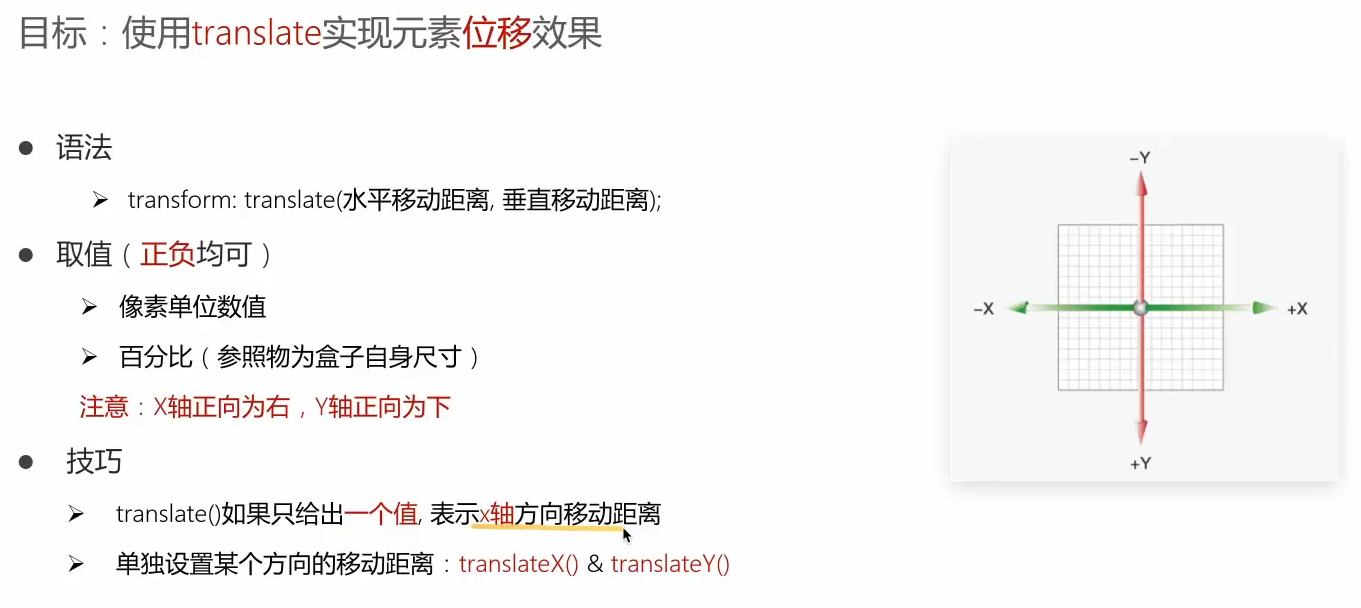 目标：使用translate实现元素位移效果
语法
transform: translate(水平移动距离, 垂直移动距离);
取值（正负均可）
像素单位数值
百分比（参照物为盒子自身尺寸）
注意：X轴正向为右，Y轴正向为下
技巧
translate()如果只给出一个值, 表示x轴方向移动距离
单独设置某个方向的移动距离：translateX() & translateY()
–Y
–X
+X
+Y